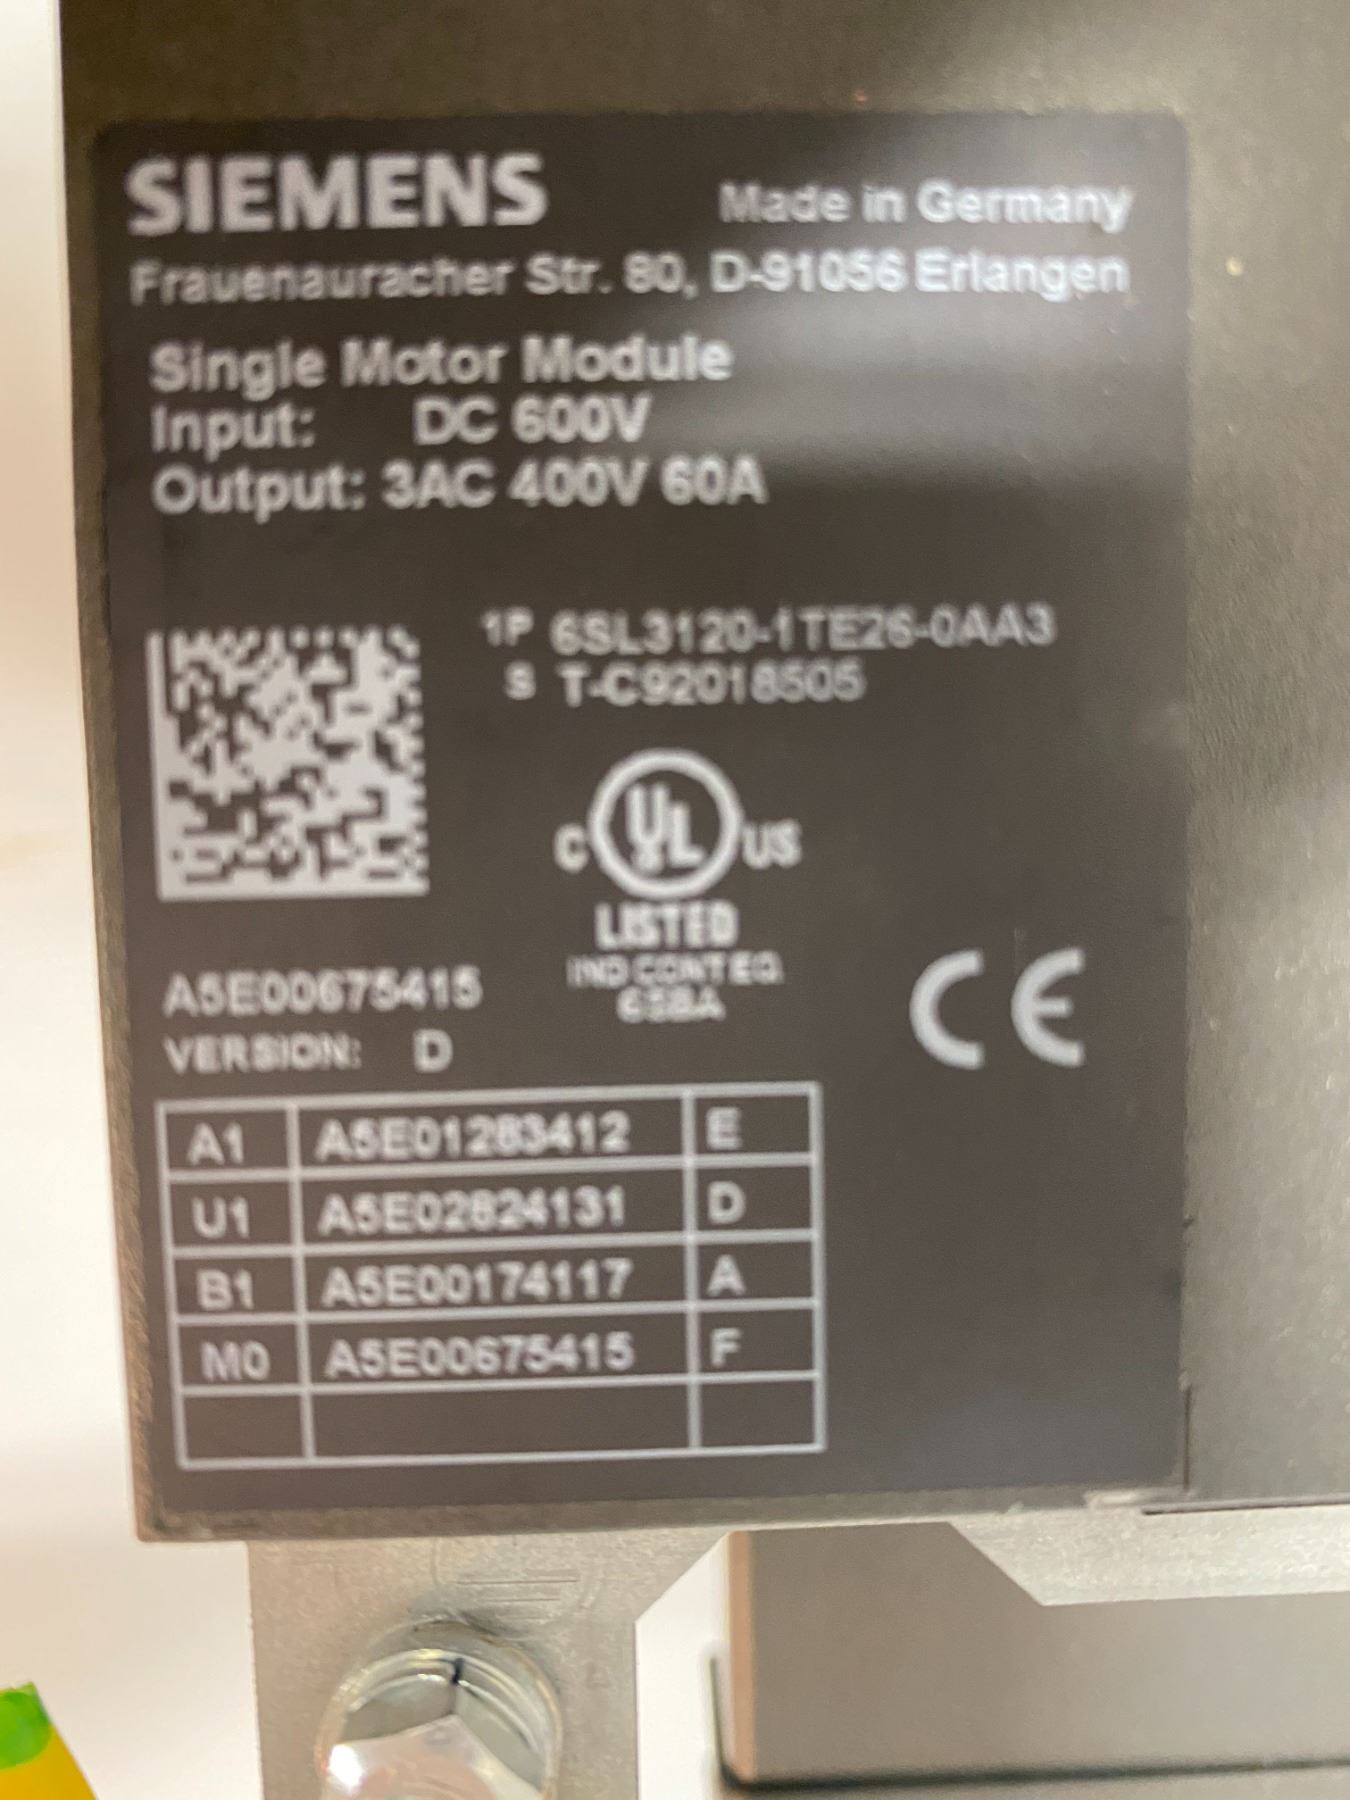 SIEMENS Made in Germany
Frauenauracher Str. 80, D-91056 Erlangen
Single Motor Module
Input: DC 600V
Output: 3AC 400V 60A
1P 6SL3120-1TE26-0AA3
S T-C92018505
C UL US
LISTED
IND CONT EQ.
65BA
A5E00675415
VERSION: D
CE
A1 A5E01283412 E
U1 A5E02824131 D
B1 A5E00174117 A
M0 A5E00675415 F